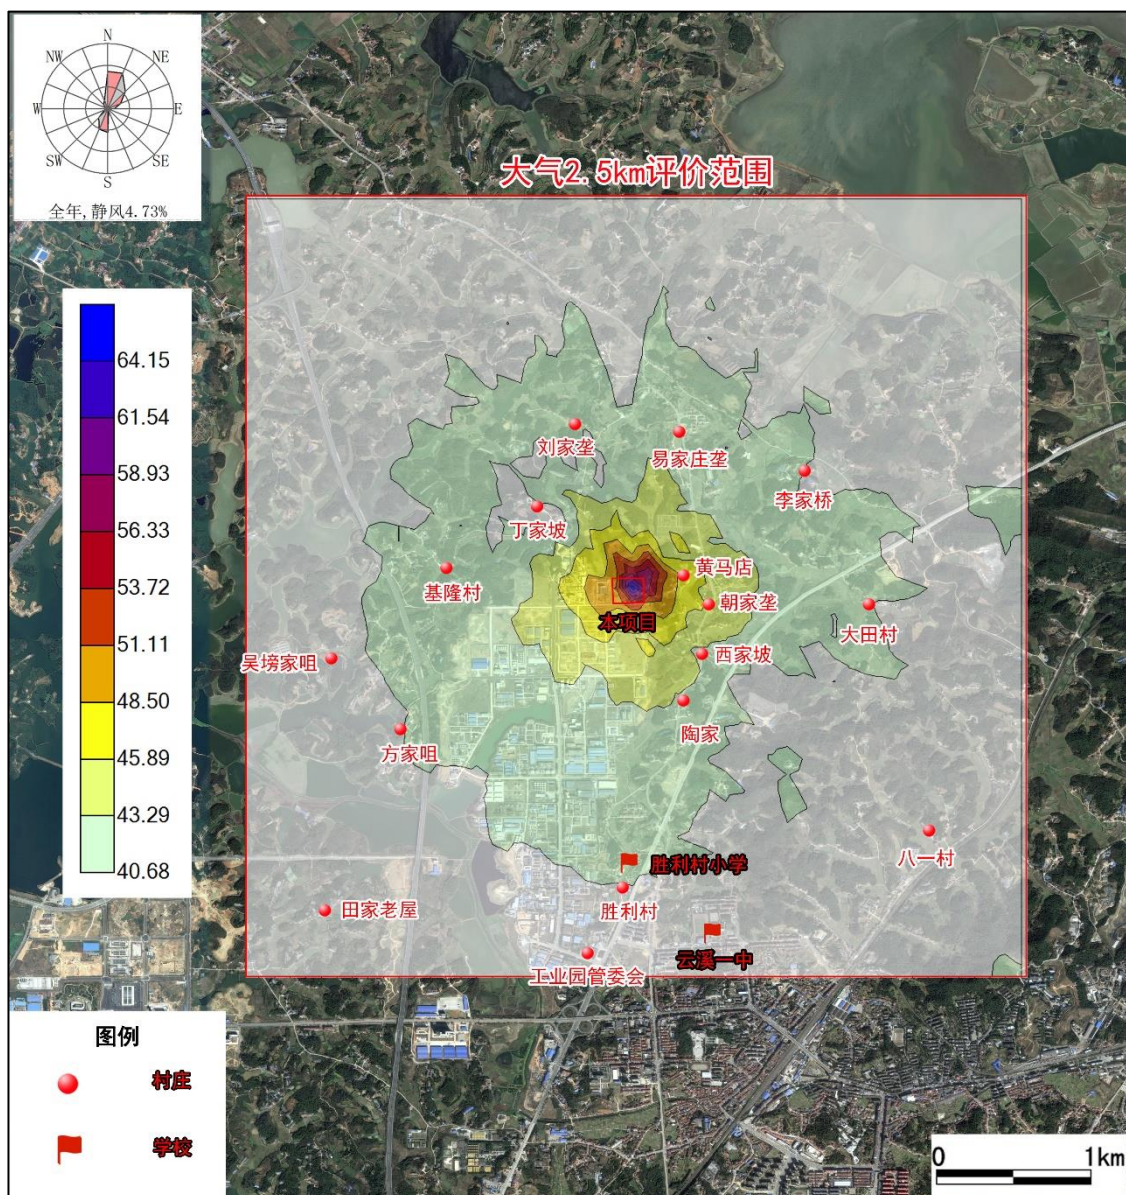 N
NW
NE
W
E
SW
SE
S
全年,静风4.73%
大气2.5km评价范围
64.15
61.54
58.93
56.33
53.72
51.11
48.50
45.89
43.29
40.68
刘家垄
易家庄垄
李家桥
丁家坡
黄马店
基隆村
朝家垄
本项目
大田村
西家坡
吴塝家咀
陶家
方家咀
胜利村小学
八一村
田家老屋
胜利村
云溪一中
工业园管委会
图例
村庄
学校
0
1km